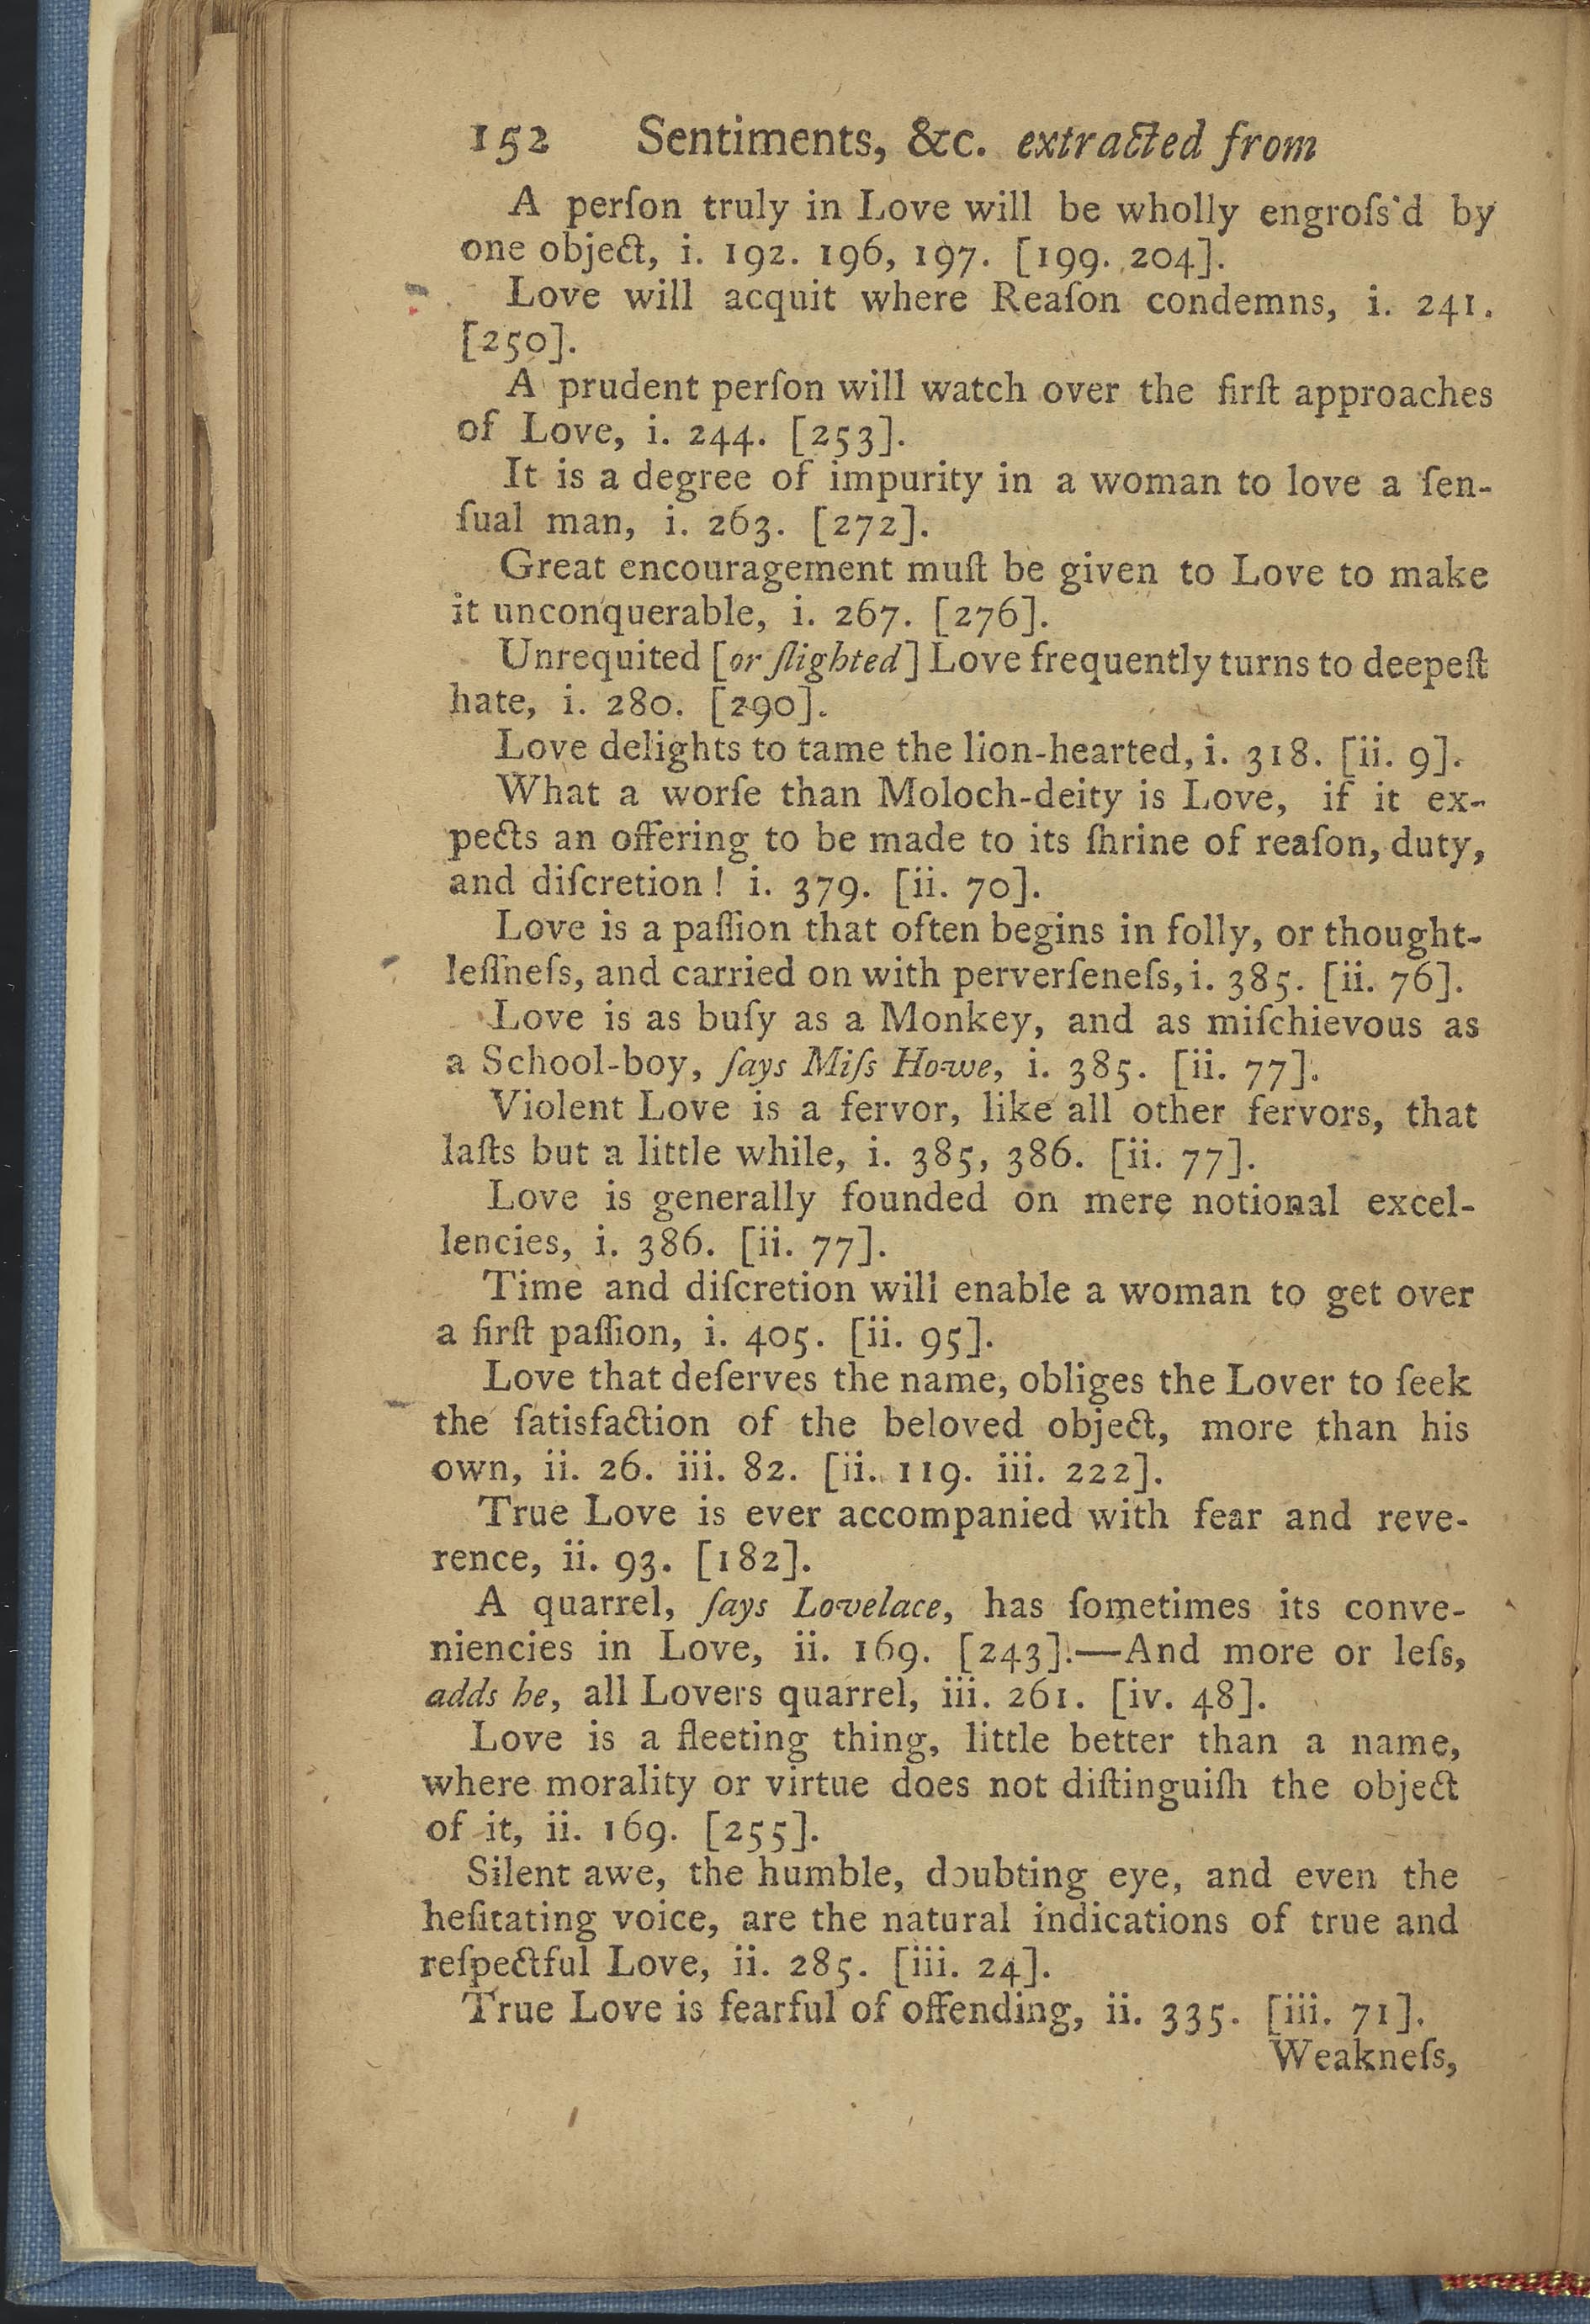 152 Sentiments, &c. extracted from
A perſon truly in Love will be wholly engroſs'd by
one object, i. 192. 196, 197. [199. 204].
Love will acquit where Reaſon condemns, i. 241.
[250].
A prudent perſon will watch over the firſt approaches
of Love, i. 244. [253].
It is a degree of impurity in a woman to love a ſen-
ſual man, i. 263. [272].
Great encouragement muſt be given to Love to make
it unconquerable, i. 267. [276].
Unrequited [or ſlighted] Love frequently turns to deepeſt
hate, i. 280. [290].
Love delights to tame the lion-hearted, i. 318. [ii. 9].
What a worſe than Moloch-deity is Love, if it ex-
pects an offering to be made to its ſhrine of reaſon, duty,
and diſcretion! i. 379. [ii. 70].
Love is a paſſion that often begins in folly, or thought-
leſſneſs, and carried on with perverſeneſs, i. 385. [ii. 76].
Love is as buſy as a Monkey, and as miſchievous as
a School-boy, ſays Miſs Howe, i. 385. [ii. 77].
Violent Love is a fervor, like all other fervors, that
laſts but a little while, i. 385, 386. [ii. 77].
Love is generally founded on mere notional excel-
lencies, i. 386. [ii. 77].
Time and diſcretion will enable a woman to get over
a firſt paſſion, i. 405. [ii. 95].
Love that deſerves the name, obliges the Lover to ſeek
the ſatisfaction of the beloved object, more than his
own, ii. 26. iii. 82. [ii. 119. iii. 222].
True Love is ever accompanied with fear and reve-
rence, ii. 93. [182].
A quarrel, ſays Lovelace, has ſometimes its conve-
niencies in Love, ii. 169. [243].—And more or leſs,
adds he, all Lovers quarrel, iii. 261. [iv. 48].
Love is a fleeting thing, little better than a name,
where morality or virtue does not diſtinguiſh the object
of it, ii. 169. [255].
Silent awe, the humble, doubting eye, and even the
heſitating voice, are the natural indications of true and
reſpectful Love, ii. 285. [iii. 24].
True Love is fearful of offending, ii. 335. [iii. 71].
Weakneſs,